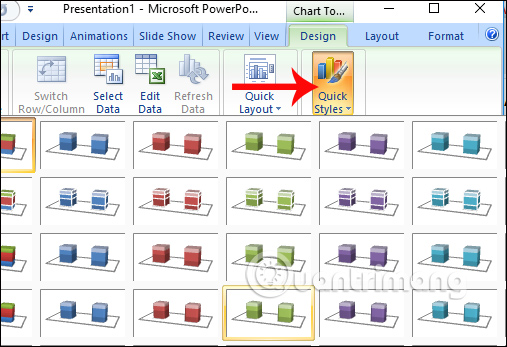 Presentation1 - Microsoft PowerPo...
Chart To...
Design Animations Slide Show Review View Design Layout Format
Switch Row/Column
Select Data
Edit Data
Refresh Data
Quick Layout
Quick Styles
Quantrimang